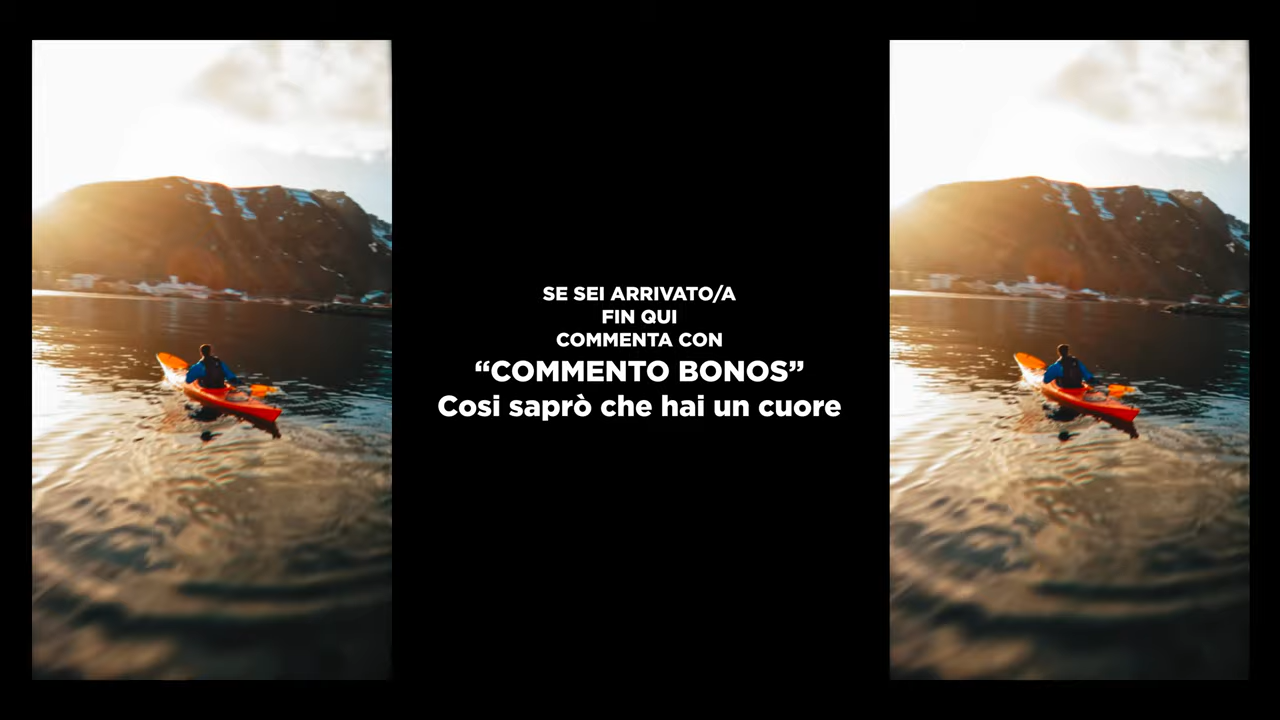 SE SEI ARRIVATO/A
FIN QUI
COMMENTA CON
“COMMENTO BONOS”
Cosi saprò che hai un cuore